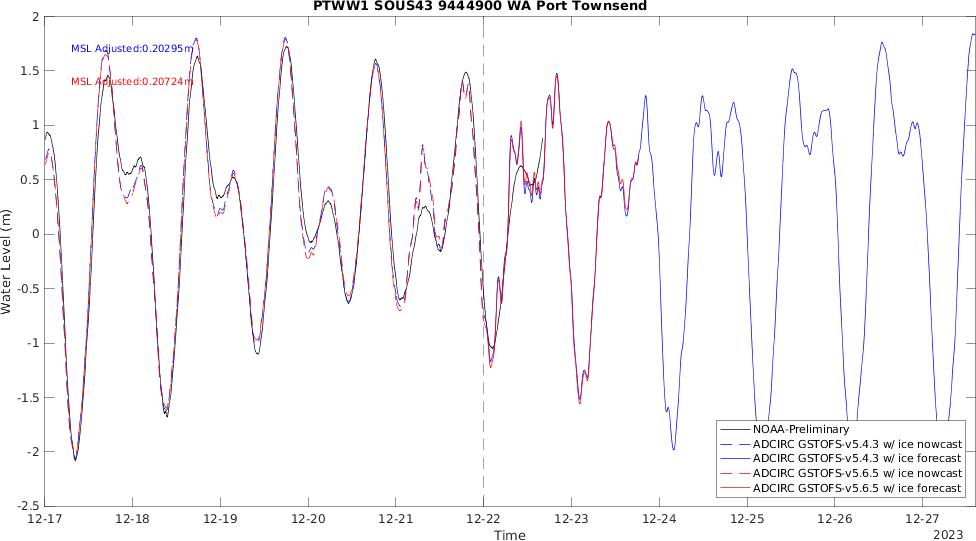 PTWW1 SOUS43 9444900 WA Port Townsend
MSL Adjusted:0.20295m
MSL Adjusted:0.20724m
Water Level (m)
2
1.5
1
0.5
0
-0.5
-1
-1.5
-2
-2.5
NOAA-Preliminary
ADCIRC GSTOFS-v5.4.3 w/ ice nowcast
ADCIRC GSTOFS-v5.4.3 w/ ice forecast
ADCIRC GSTOFS-v5.6.5 w/ ice nowcast
ADCIRC GSTOFS-v5.6.5 w/ ice forecast
12-17 12-18 12-19 12-20 12-21 12-22 12-23 12-24 12-25 12-26 12-27
Time
2023